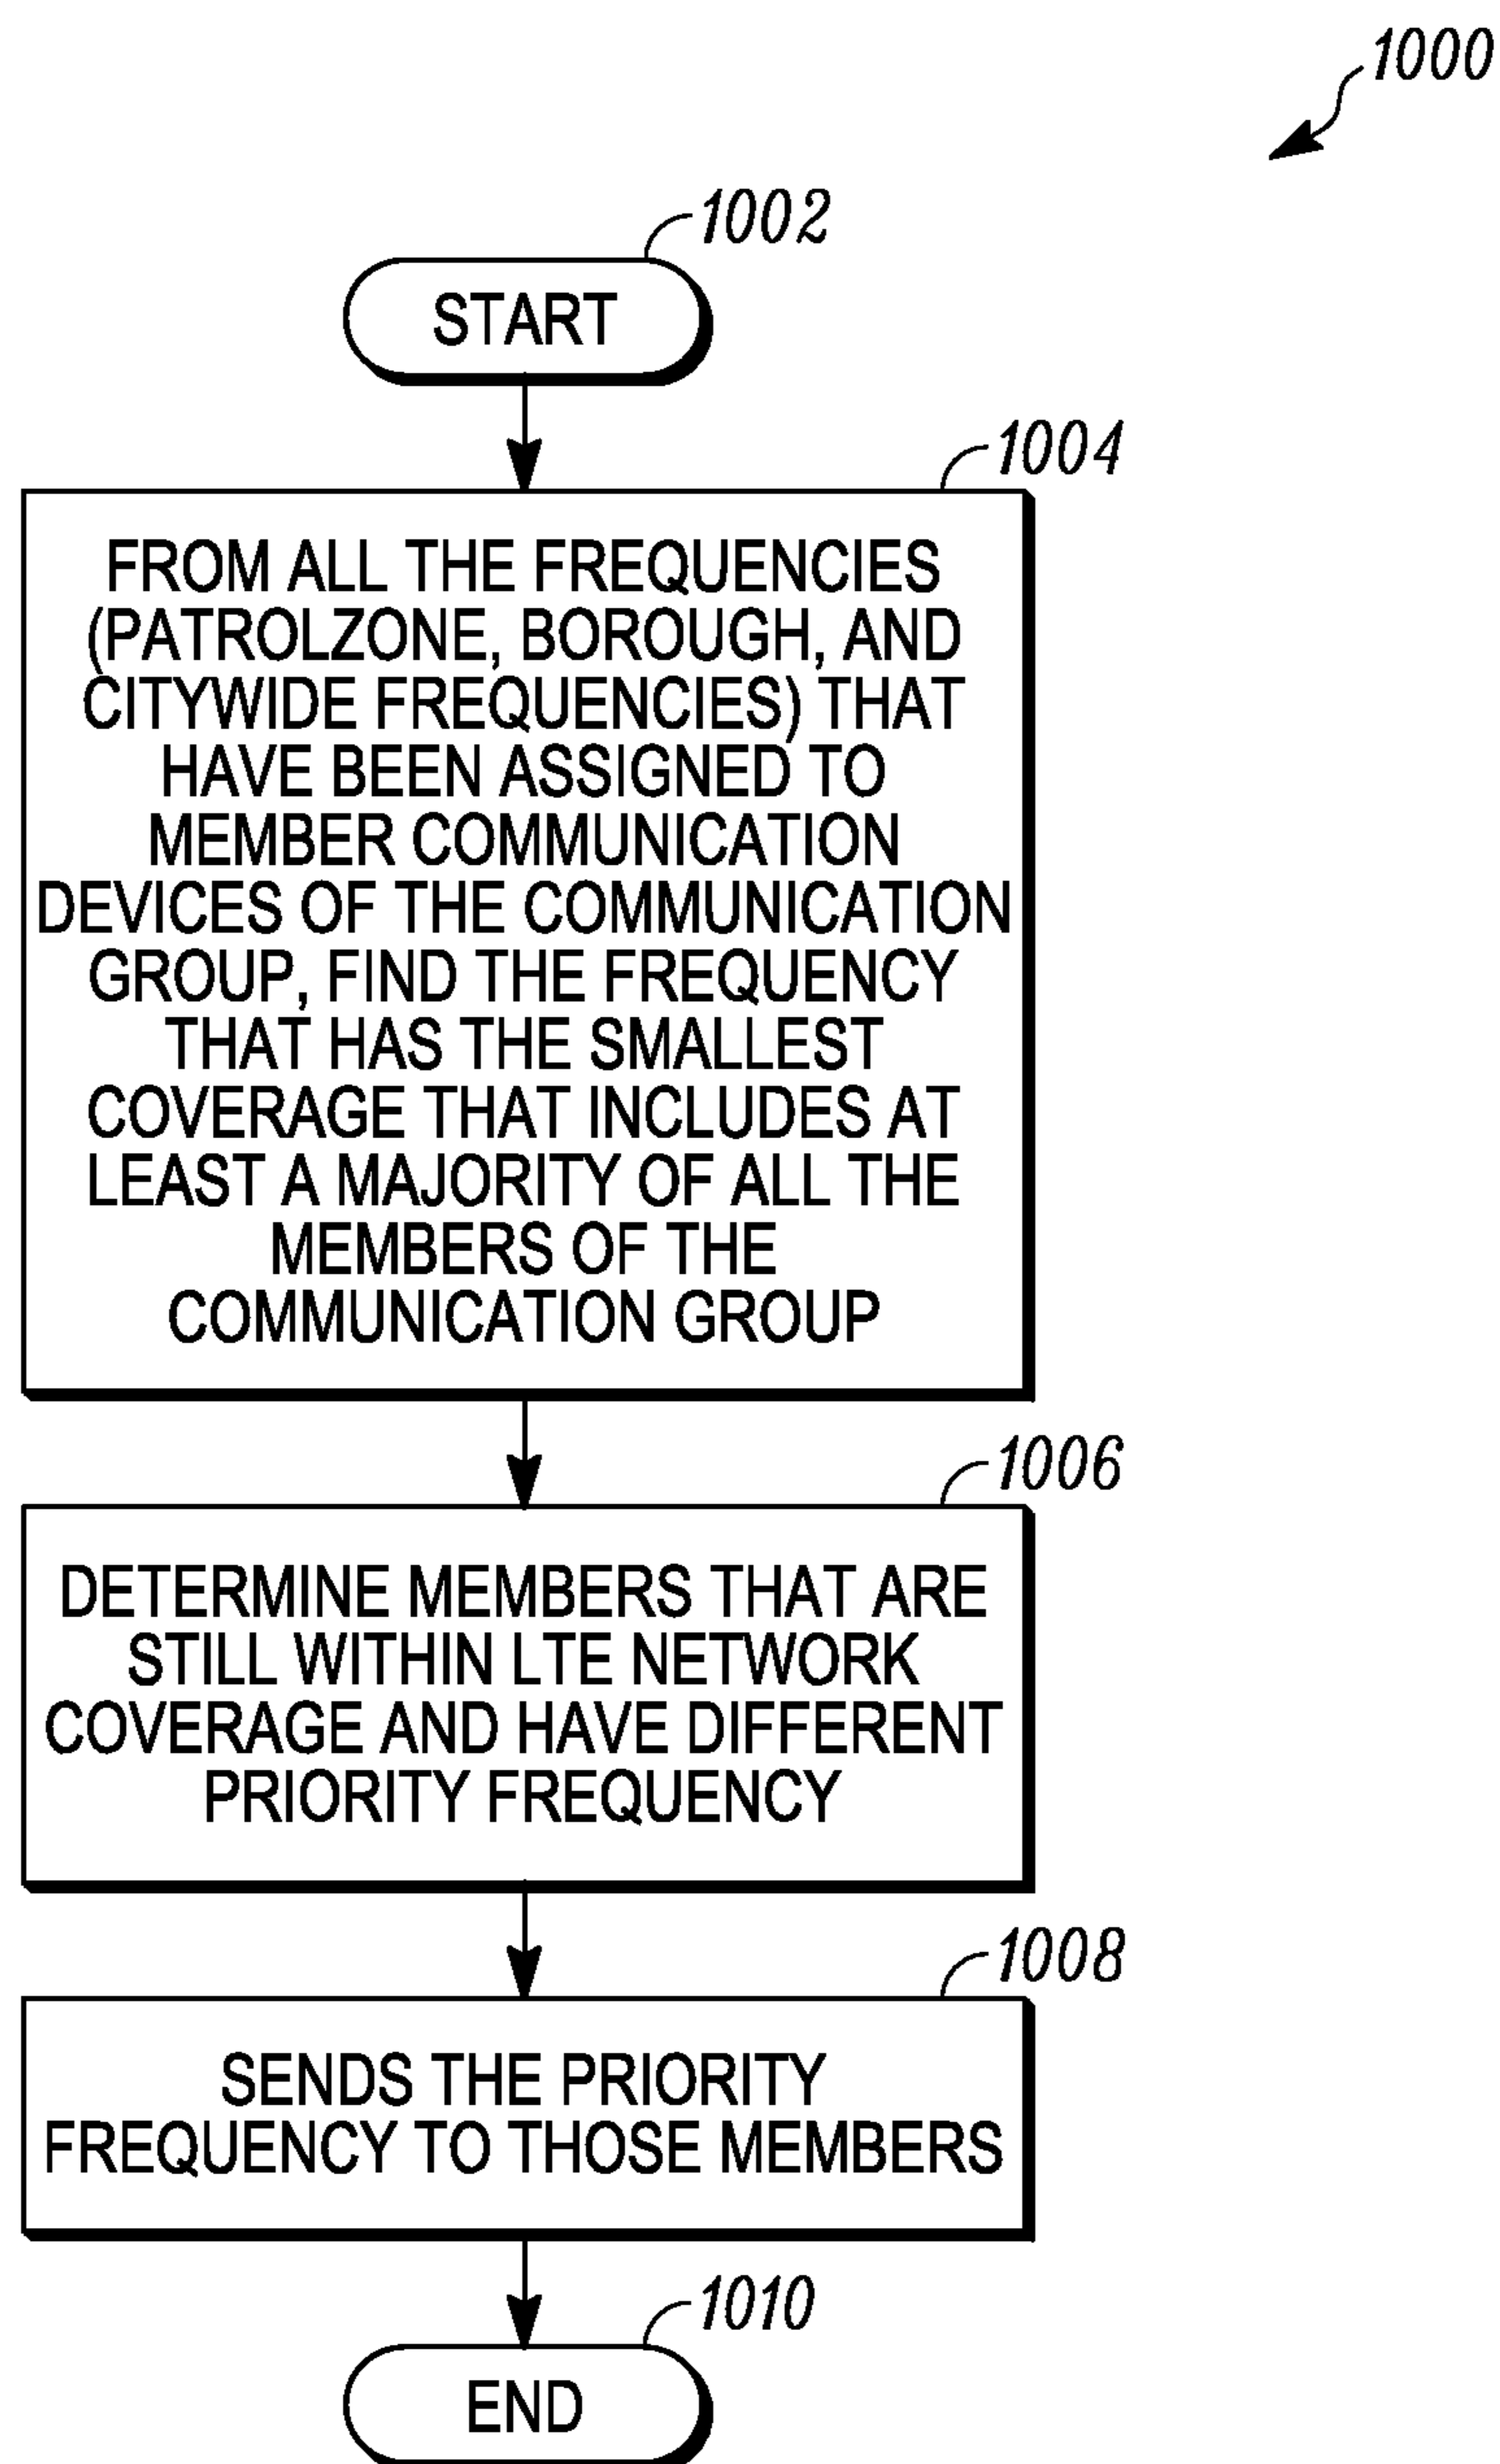 1000
1002
START
1004
FROM ALL THE FREQUENCIES
(PATROLZONE, BOROUGH, AND
CITYWIDE FREQUENCIES) THAT
HAVE BEEN ASSIGNED TO
MEMBER COMMUNICATION
DEVICES OF THE COMMUNICATION
GROUP, FIND THE FREQUENCY
THAT HAS THE SMALLEST
COVERAGE THAT INCLUDES AT
LEAST A MAJORITY OF ALL THE
MEMBERS OF THE
COMMUNICATION GROUP
1006
DETERMINE MEMBERS THAT ARE
STILL WITHIN LTE NETWORK
COVERAGE AND HAVE DIFFERENT
PRIORITY FREQUENCY
1008
SENDS THE PRIORITY
FREQUENCY TO THOSE MEMBERS
1010
END